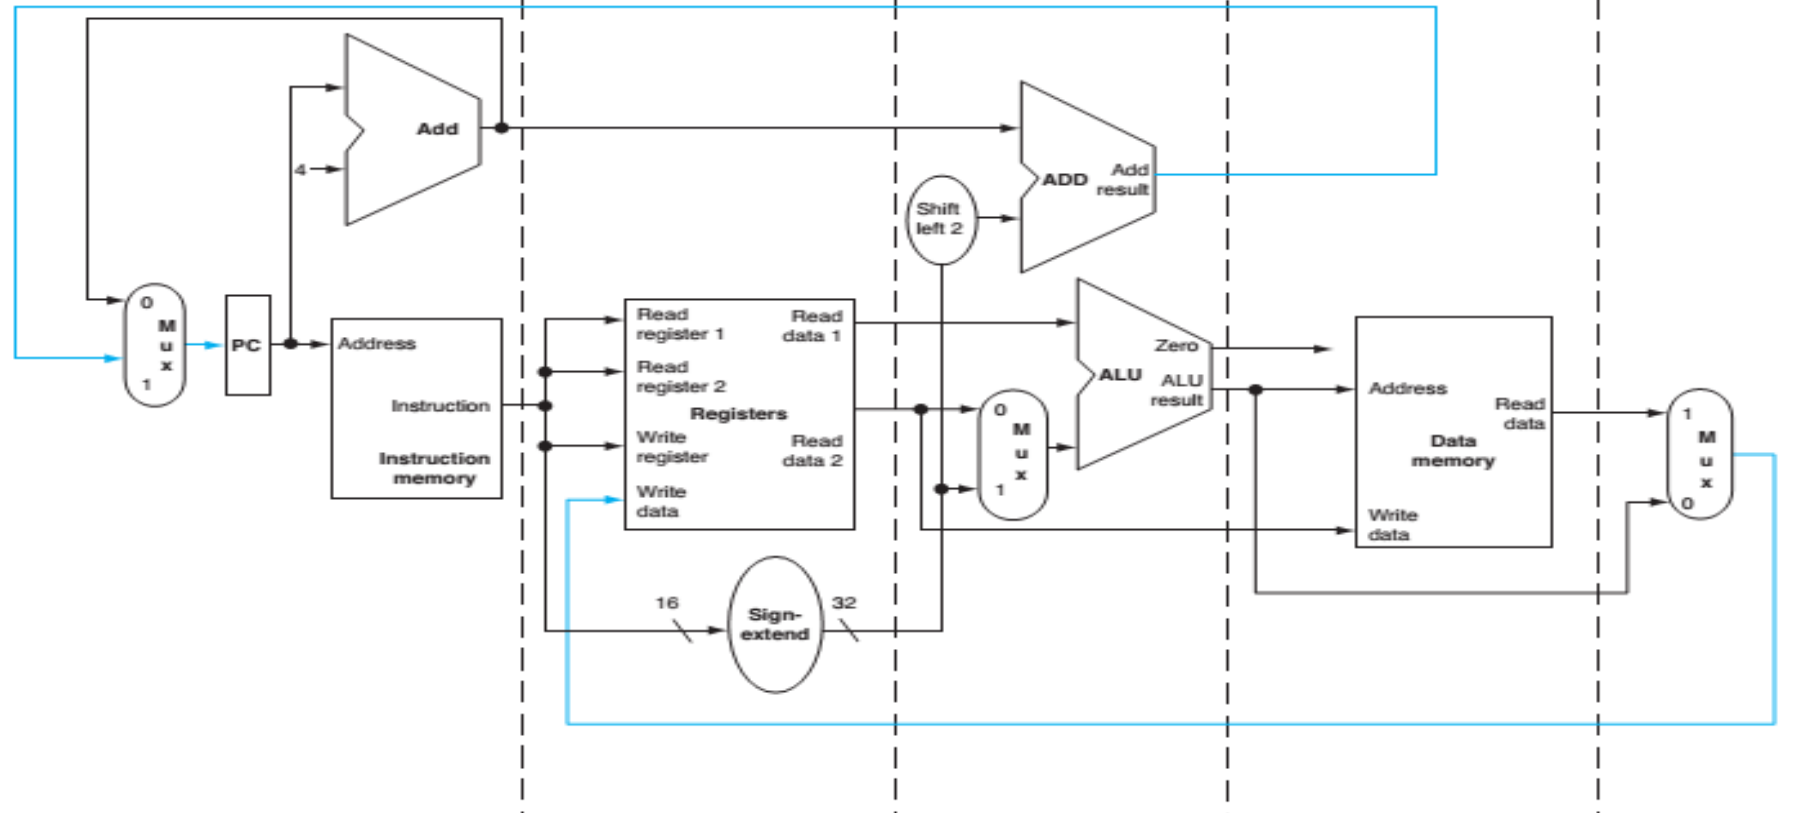 Add
4
Add
result
ADD
Shift
left 2
0
M
u
x
1
PC
Address
Instruction
Instruction
memory
Read
register 1
Read
data 1
Read
register 2
Registers
Write
register
Read
data 2
Write
data
16
Sign-
extend
32
0
M
u
x
1
Zero
ALU
ALU
result
Address
Read
data
Data
memory
Write
data
1
M
u
x
0